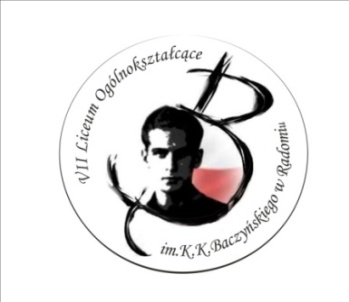 VII Liceum Ogólnokształcące
B
im.K.K.Baczyńskiego w Radomiu